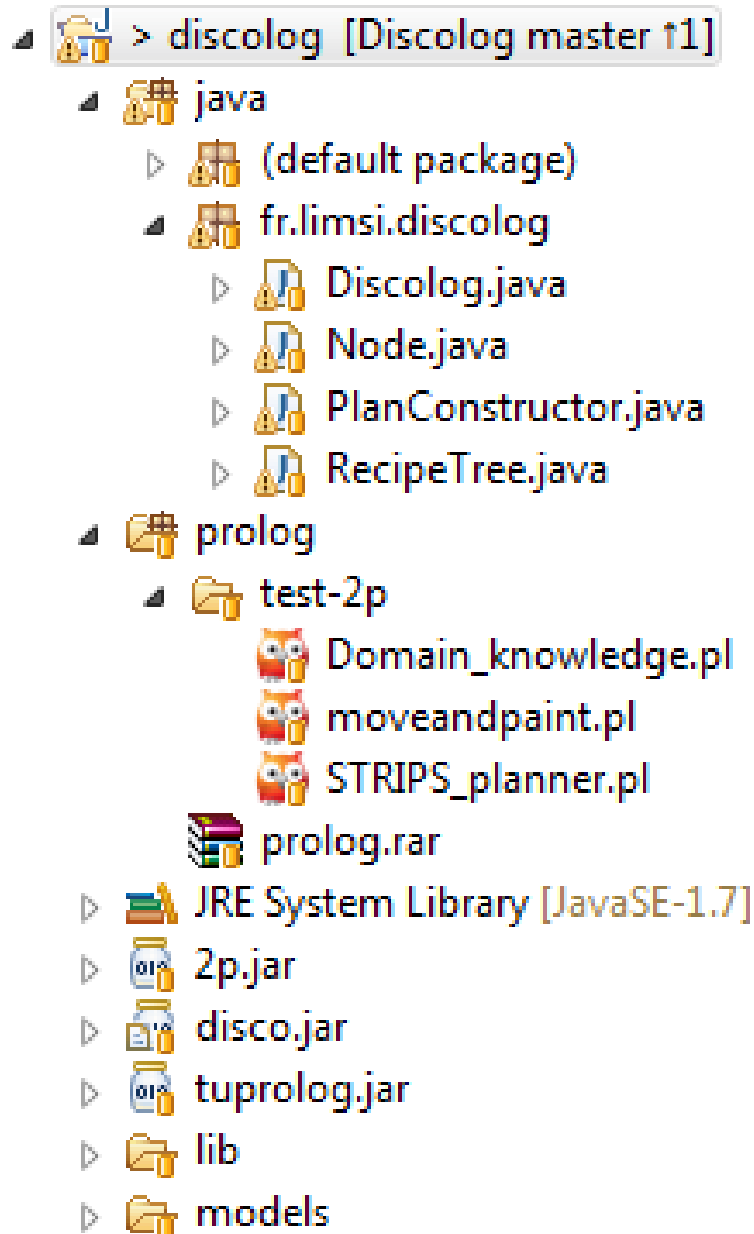 > discolog [Discolog master ↑1]
java
(default package)
fr.limsi.discolog
Discolog.java
Node.java
PlanConstructor.java
RecipeTree.java
prolog
test-2p
Domain_knowledge.pl
moveandpaint.pl
STRIPS_planner.pl
prolog.rar
JRE System Library [JavaSE-1.7]
2p.jar
disco.jar
tuprolog.jar
lib
models